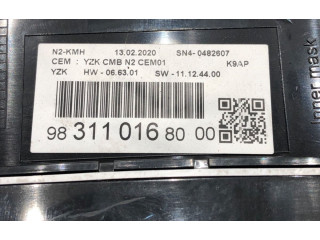 N2-KMH 13.02.2020 SN4- 0482607
CEM : YZK CMB N2 CEM01 K9AP
YZK HW - 06.63.01 SW - 11.12.44.00
98 311 016 80 00
Inner mask